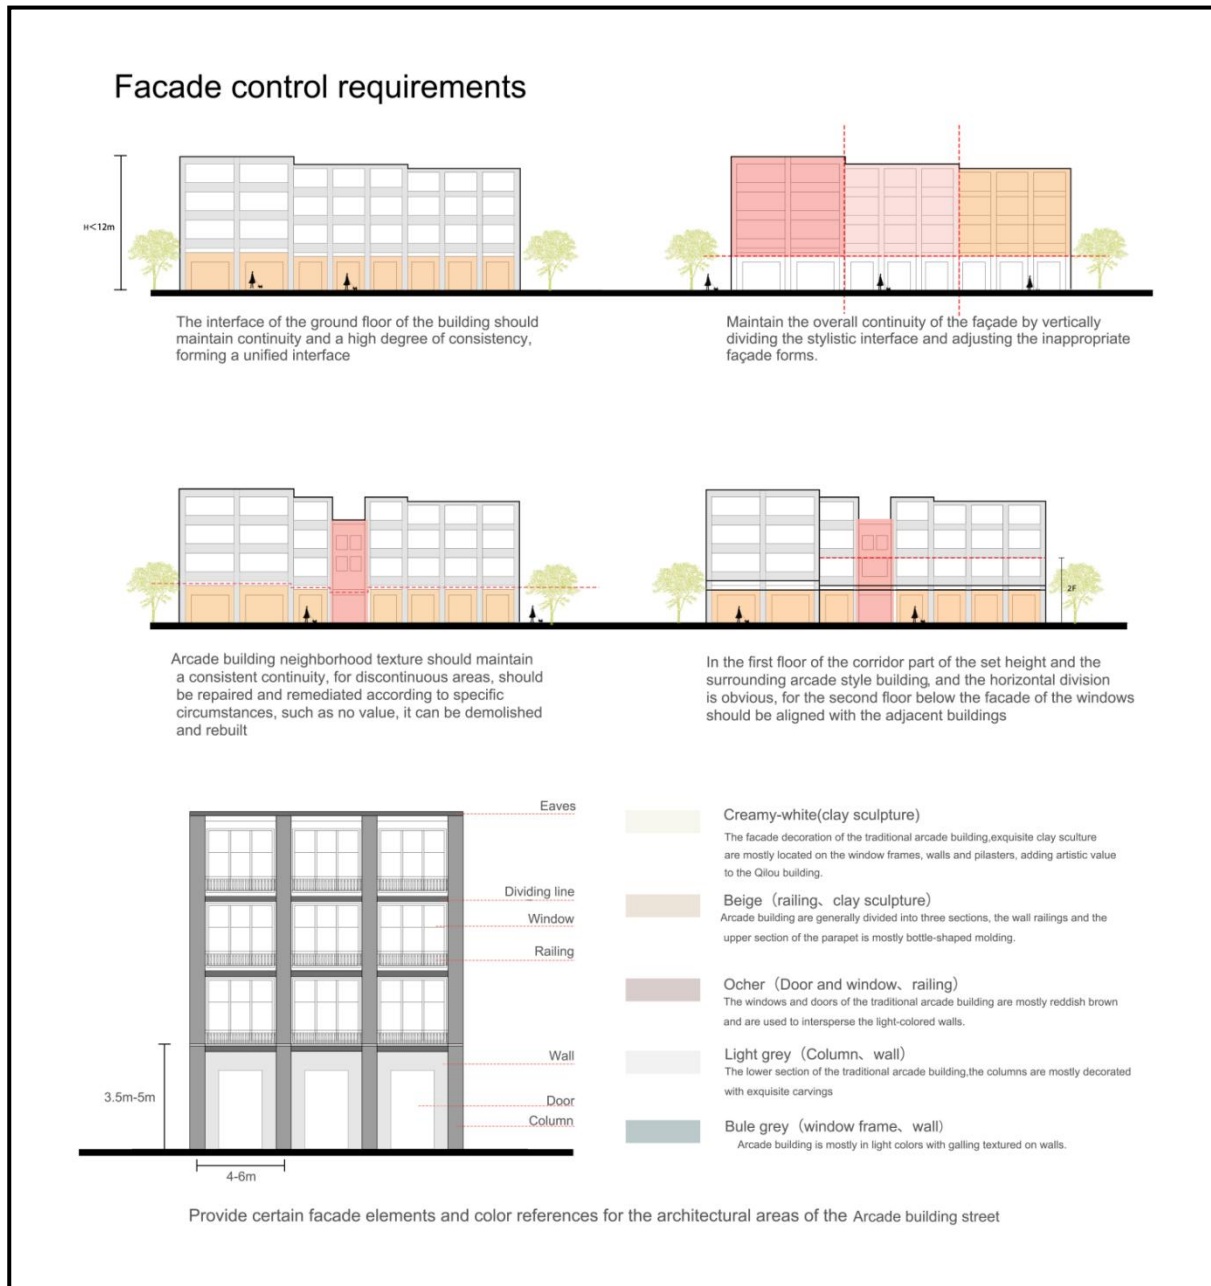 Facade control requirements
H<12m
The interface of the ground floor of the building should
maintain continuity and a high degree of consistency,
forming a unified interface
Maintain the overall continuity of the façade by vertically
dividing the stylistic interface and adjusting the inappropriate
façade forms.
2F
Arcade building neighborhood texture should maintain
a consistent continuity, for discontinuous areas, should
be repaired and remediated according to specific
circumstances, such as no value, it can be demolished
and rebuilt
In the first floor of the corridor part of the set height and the
surrounding arcade style building, and the horizontal division
is obvious, for the second floor below the facade of the windows
should be aligned with the adjacent buildings
Eaves
Dividing line
Window
Railing
Wall
Door
Column
3.5m-5m
4-6m
Creamy-white(clay sculpture)
The facade decoration of the traditional arcade building,exquisite clay sculture
are mostly located on the window frames, walls and pilasters, adding artistic value
to the Qilou building.
Beige（railing、clay sculpture）
Arcade building are generally divided into three sections, the wall railings and the
upper section of the parapet is mostly bottle-shaped molding.
Ocher（Door and window、railing）
The windows and doors of the traditional arcade building are mostly reddish brown
and are used to intersperse the light-colored walls.
Light grey（Column、wall）
The lower section of the traditional arcade building,the columns are mostly decorated
with exquisite carvings
Bule grey（window frame、wall）
Arcade building is mostly in light colors with galling textured on walls.
Provide certain facade elements and color references for the architectural areas of the Arcade building street